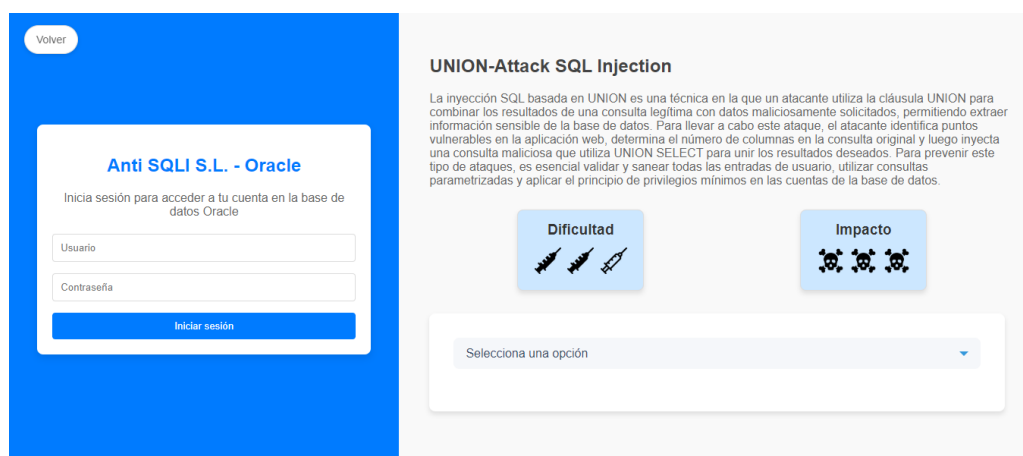 Volver
Anti SQLI S.L. - Oracle
Inicia sesión para acceder a tu cuenta en la base de
datos Oracle
Usuario
Contraseña
Iniciar sesión
UNION-Attack SQL Injection
La inyección SQL basada en UNION es una técnica en la que un atacante utiliza la cláusula UNION para
combinar los resultados de una consulta legítima con datos maliciosamente solicitados, permitiendo extraer
información sensible de la base de datos. Para llevar a cabo este ataque, el atacante identifica puntos
vulnerables en la aplicación web, determina el número de columnas en la consulta original y luego inyecta
una consulta maliciosa que utiliza UNION SELECT para unir los resultados deseados. Para prevenir este
tipo de ataques, es esencial validar y sanear todas las entradas de usuario, utilizar consultas
parametrizadas y aplicar el principio de privilegios mínimos en las cuentas de la base de datos.
Dificultad
Impacto
Selecciona una opción